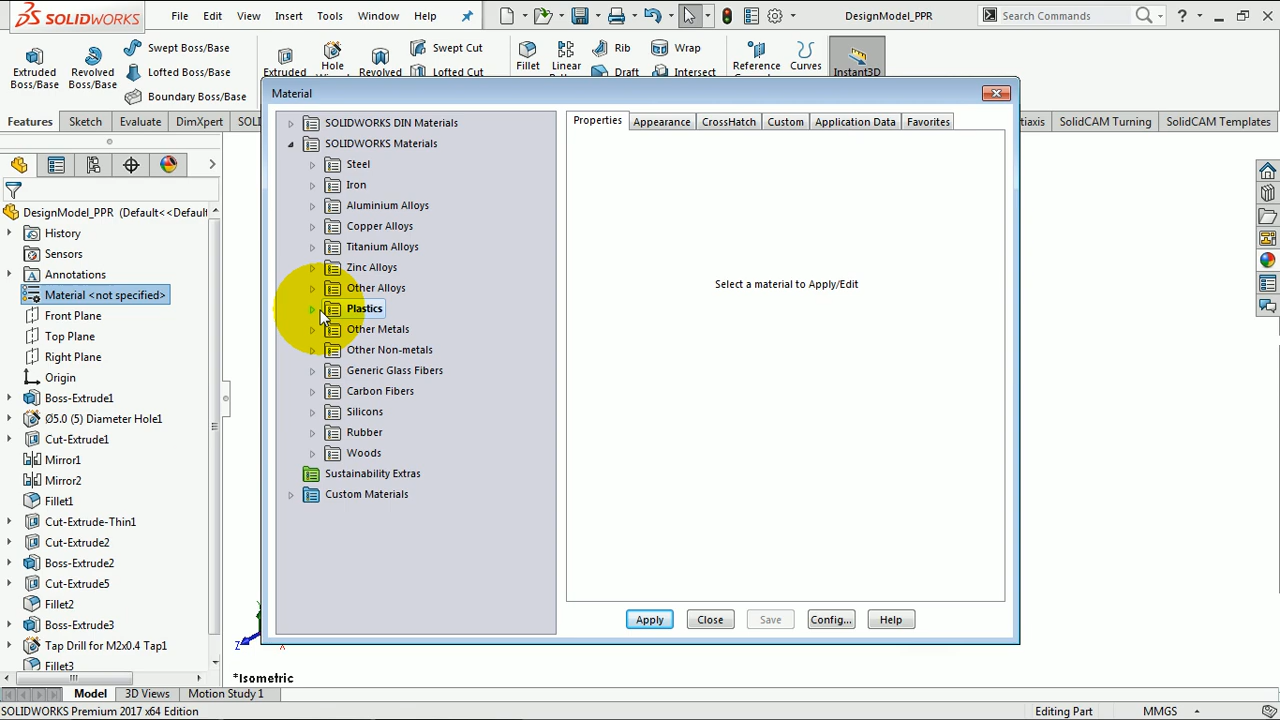 SOLIDWORKS
File Edit View Insert Tools Window Help
DesignModel_PPR
Search Commands
?
Extruded
Boss/Base
Revolved
Boss/Base
Swept Boss/Base
Lofted Boss/Base
Boundary Boss/Base
Extruded
Hole
Revolved
Swept Cut
Lofted Cut
Fillet
Linear
Rib
Draft
Wrap
Intersect
Reference
Curves
Instant3D
Features Sketch Evaluate DimXpert
SolidCAM Turning SolidCAM Templates
DesignModel_PPR (Default<<Default
History
Sensors
Annotations
Material <not specified>
Front Plane
Top Plane
Right Plane
Origin
Boss-Extrude1
Ø5.0 (5) Diameter Hole1
Cut-Extrude1
Mirror1
Mirror2
Fillet1
Cut-Extrude-Thin1
Cut-Extrude2
Boss-Extrude2
Cut-Extrude5
Fillet2
Boss-Extrude3
Tap Drill for M2x0.4 Tap1
Fillet3
Material
SOLIDWORKS DIN Materials
SOLIDWORKS Materials
Steel
Iron
Aluminium Alloys
Copper Alloys
Titanium Alloys
Zinc Alloys
Other Alloys
Plastics
Other Metals
Other Non-metals
Generic Glass Fibers
Carbon Fibers
Silicons
Rubber
Woods
Sustainability Extras
Custom Materials
Properties Appearance CrossHatch Custom Application Data Favorites
Select a material to Apply/Edit
Apply Close Save Config... Help
Z
*Isometric
Model 3D Views Motion Study 1
SOLIDWORKS Premium 2017 x64 Edition
Editing Part MMGS